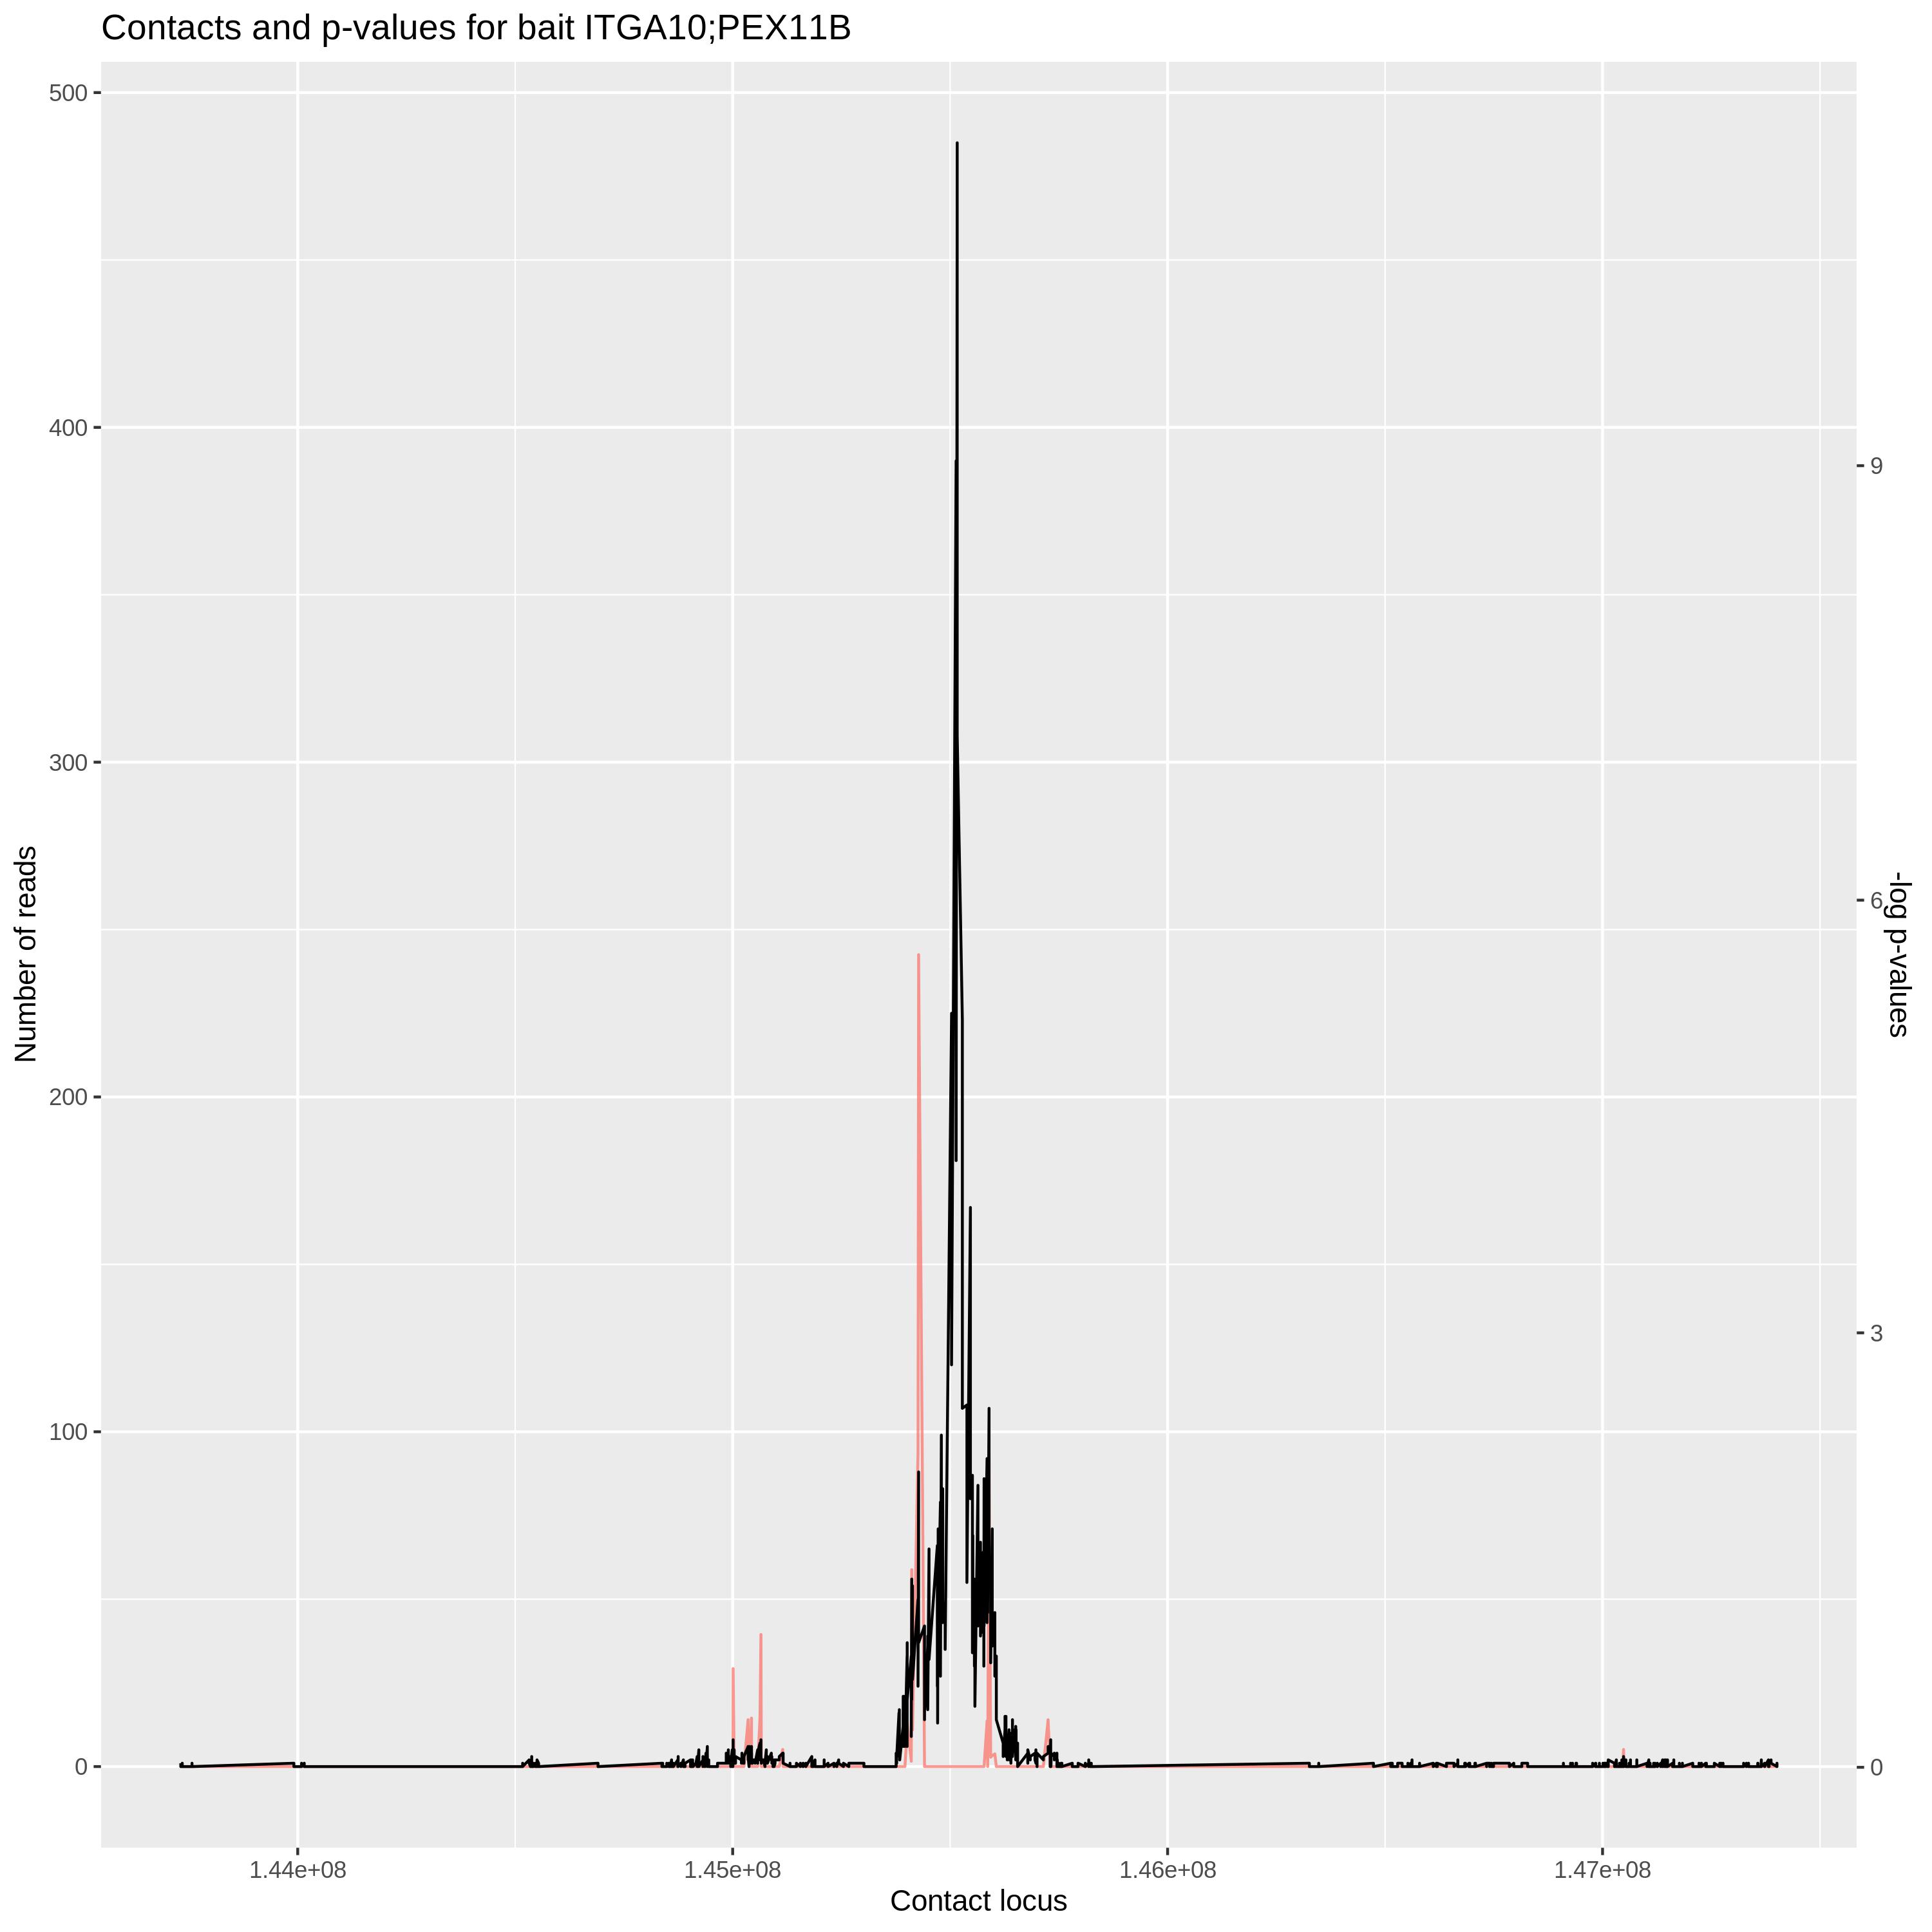 Contacts and p-values for bait ITGA10;PEX11B
500
400
300
200
100
0
Number of reads
9
6
3
0
-log p-values
1.44e+08
1.45e+08
1.46e+08
1.47e+08
Contact locus